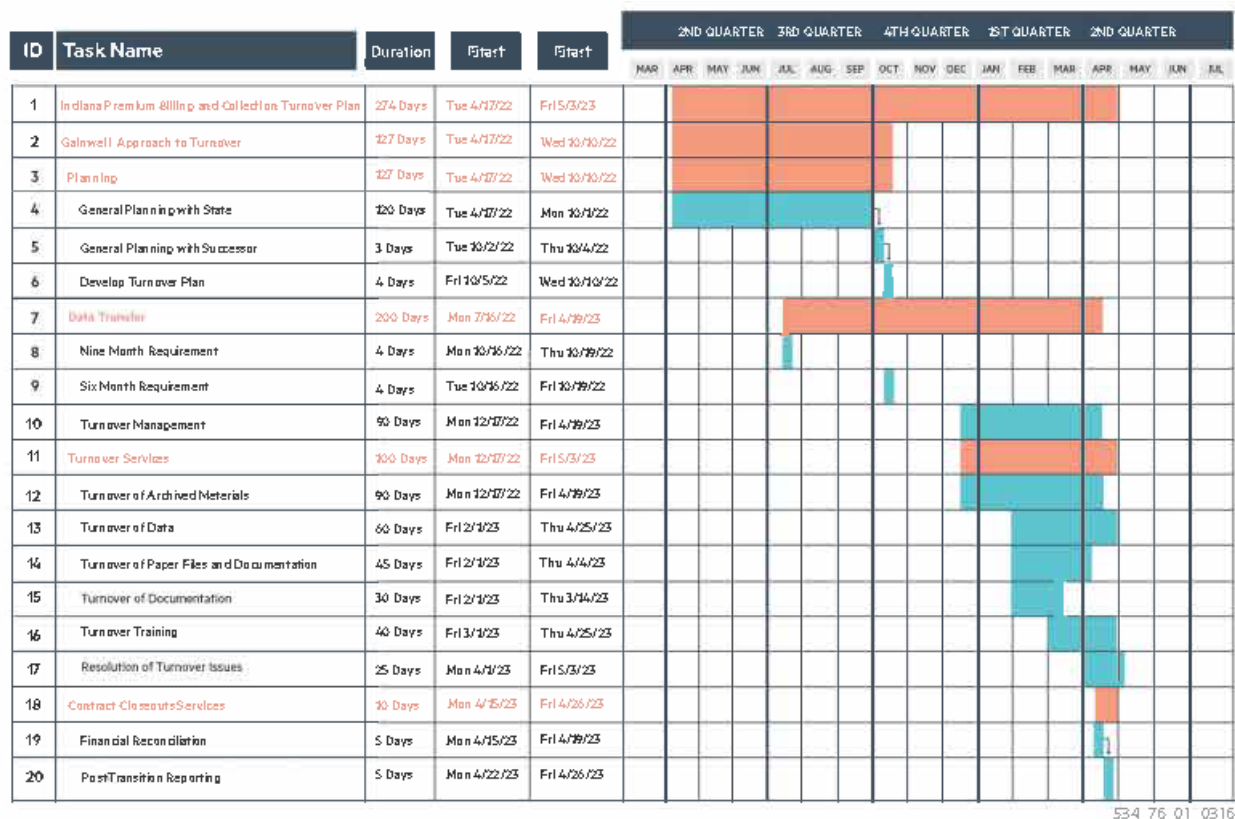 2ND QUARTER 3RD QUARTER 4TH QUARTER 1ST QUARTER 2ND QUARTER
ID Task Name Duration Start Start
MAR APR MAY JUN JUL AUG SEP OCT NOV DEC JAN FEB MAR APR MAY JUN JUL
1 Indiana Premium Billing and Collection Turnover Plan 274 Days Tue 4/17/22 Fri 5/3/23
2 Gainwell Approach to Turnover 127 Days Tue 4/17/22 Wed 10/10/22
3 Planning 127 Days Tue 4/17/22 Wed 10/10/22
4 General Planning with State 120 Days Tue 4/17/22 Mon 10/1/22
5 General Planning with Successor 3 Days Tue 10/2/22 Thu 10/4/22
6 Develop Turnover Plan 4 Days Fri 10/5/22 Wed 10/10/22
7 Data Transfer 200 Days Mon 7/16/22 Fri 4/19/23
8 Nine Month Requirement 4 Days Mon 10/16/22 Thu 10/19/22
9 Six Month Requirement 4 Days Tue 10/16/22 Fri 10/19/22
10 Turnover Management 90 Days Mon 12/17/22 Fri 4/19/23
11 Turnover Services 100 Days Mon 12/17/22 Fri 5/3/23
12 Turnover of Archived Materials 90 Days Mon 12/17/22 Fri 4/19/23
13 Turnover of Data 60 Days Fri 2/1/23 Thu 4/25/23
14 Turnover of Paper Files and Documentation 45 Days Fri 2/1/23 Thu 4/4/23
15 Turnover of Documentation 30 Days Fri 2/1/23 Thu 3/14/23
16 Turnover Training 40 Days Fri 3/1/23 Thu 4/25/23
17 Resolution of Turnover Issues 25 Days Mon 4/1/23 Fri 5/3/23
18 Contract Closeouts Services 10 Days Mon 4/15/23 Fri 4/26/23
19 Financial Reconciliation 5 Days Mon 4/15/23 Fri 4/19/23
20 Post Transition Reporting 5 Days Mon 4/22/23 Fri 4/26/23
534_76_01_0316